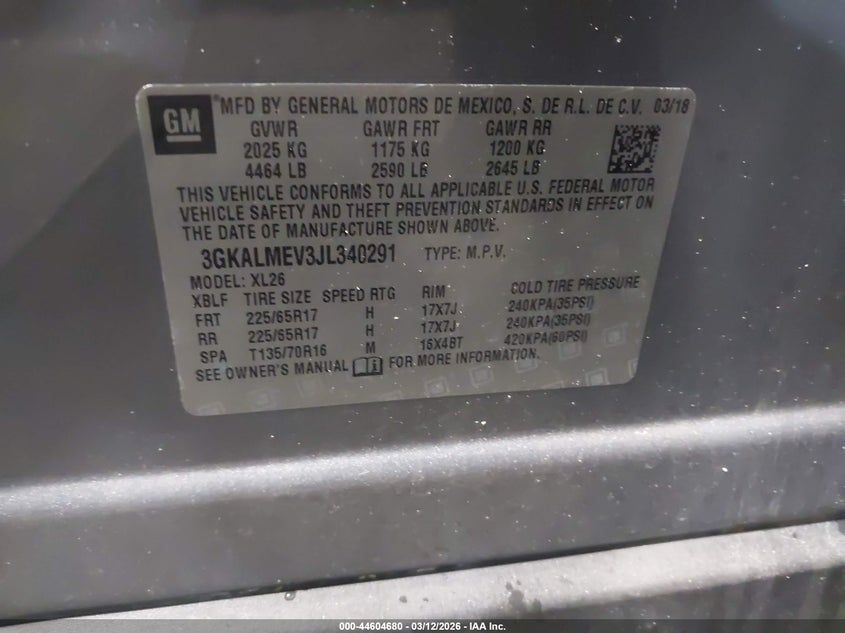 GM MFD BY GENERAL MOTORS DE MEXICO, S. DE R.L. DE C.V. 03/18
GVWR GAWR FRT GAWR RR
2025 KG 1175 KG 1200 KG
4464 LB 2590 LB 2645 LB
THIS VEHICLE CONFORMS TO ALL APPLICABLE U.S. FEDERAL MOTOR
VEHICLE SAFETY AND THEFT PREVENTION STANDARDS IN EFFECT ON
THE DATE OF MANUFACTURE SHOWN ABOVE.
3GKALMEV3JL340291 TYPE: M.P.V.
MODEL: XL26
XBLF TIRE SIZE SPEED RTG RIM COLD TIRE PRESSURE
FRT 225/65R17 H 17X7J 240KPA(35PSI)
RR 225/65R17 H 17X7J 240KPA(35PSI)
SPA T135/70R16 M 16X4BT 420KPA(60PSI)
SEE OWNER'S MANUAL FOR MORE INFORMATION.
000-44604680 - 03/12/2026 - IAA Inc.